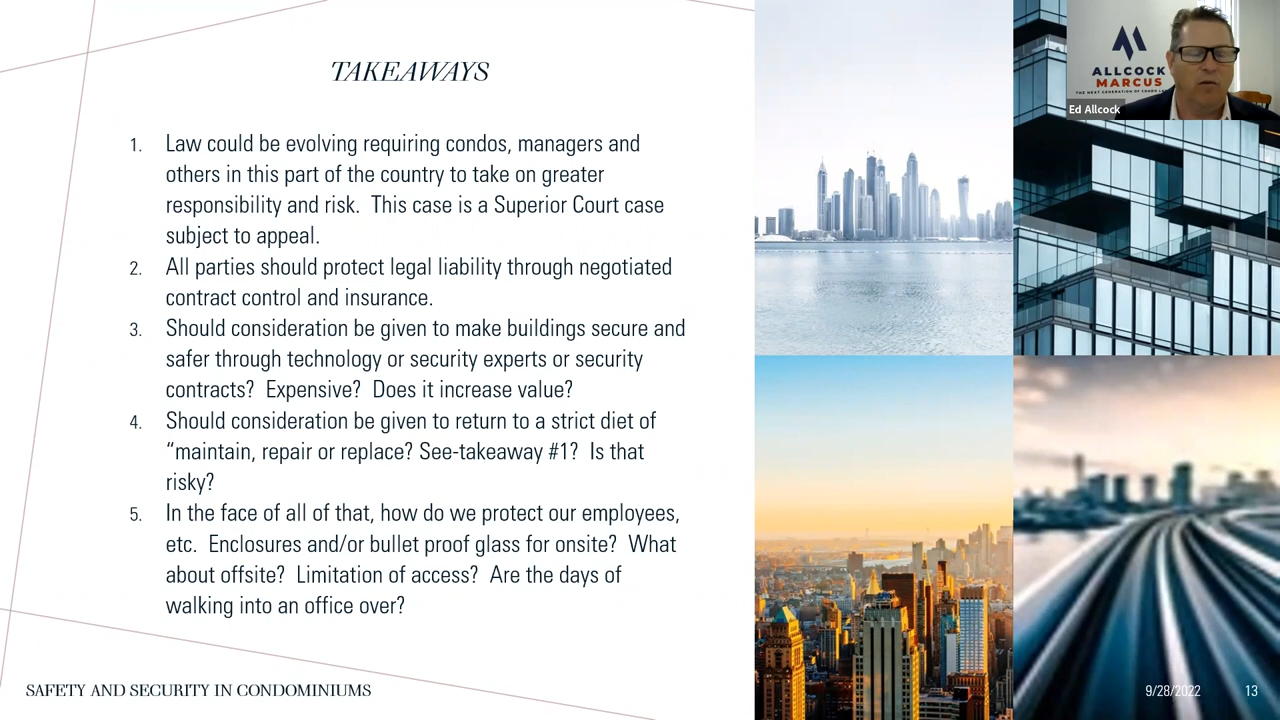 TAKEAWAYS
1. Law could be evolving requiring condos, managers and
others in this part of the country to take on greater
responsibility and risk.  This case is a Superior Court case
subject to appeal.
2. All parties should protect legal liability through negotiated
contract control and insurance.
3. Should consideration be given to make buildings secure and
safer through technology or security experts or security
contracts?  Expensive?  Does it increase value?
4. Should consideration be given to return to a strict diet of
“maintain, repair or replace? See-takeaway #1?  Is that
risky?
5. In the face of all of that, how do we protect our employees,
etc.  Enclosures and/or bullet proof glass for onsite?  What
about offsite?  Limitation of access?  Are the days of
walking into an office over?
SAFETY AND SECURITY IN CONDOMINIUMS
ALLCOCK
MARCUS
THE NEXT GENERATION OF CONDO
Ed Allcock
9/28/2022
13